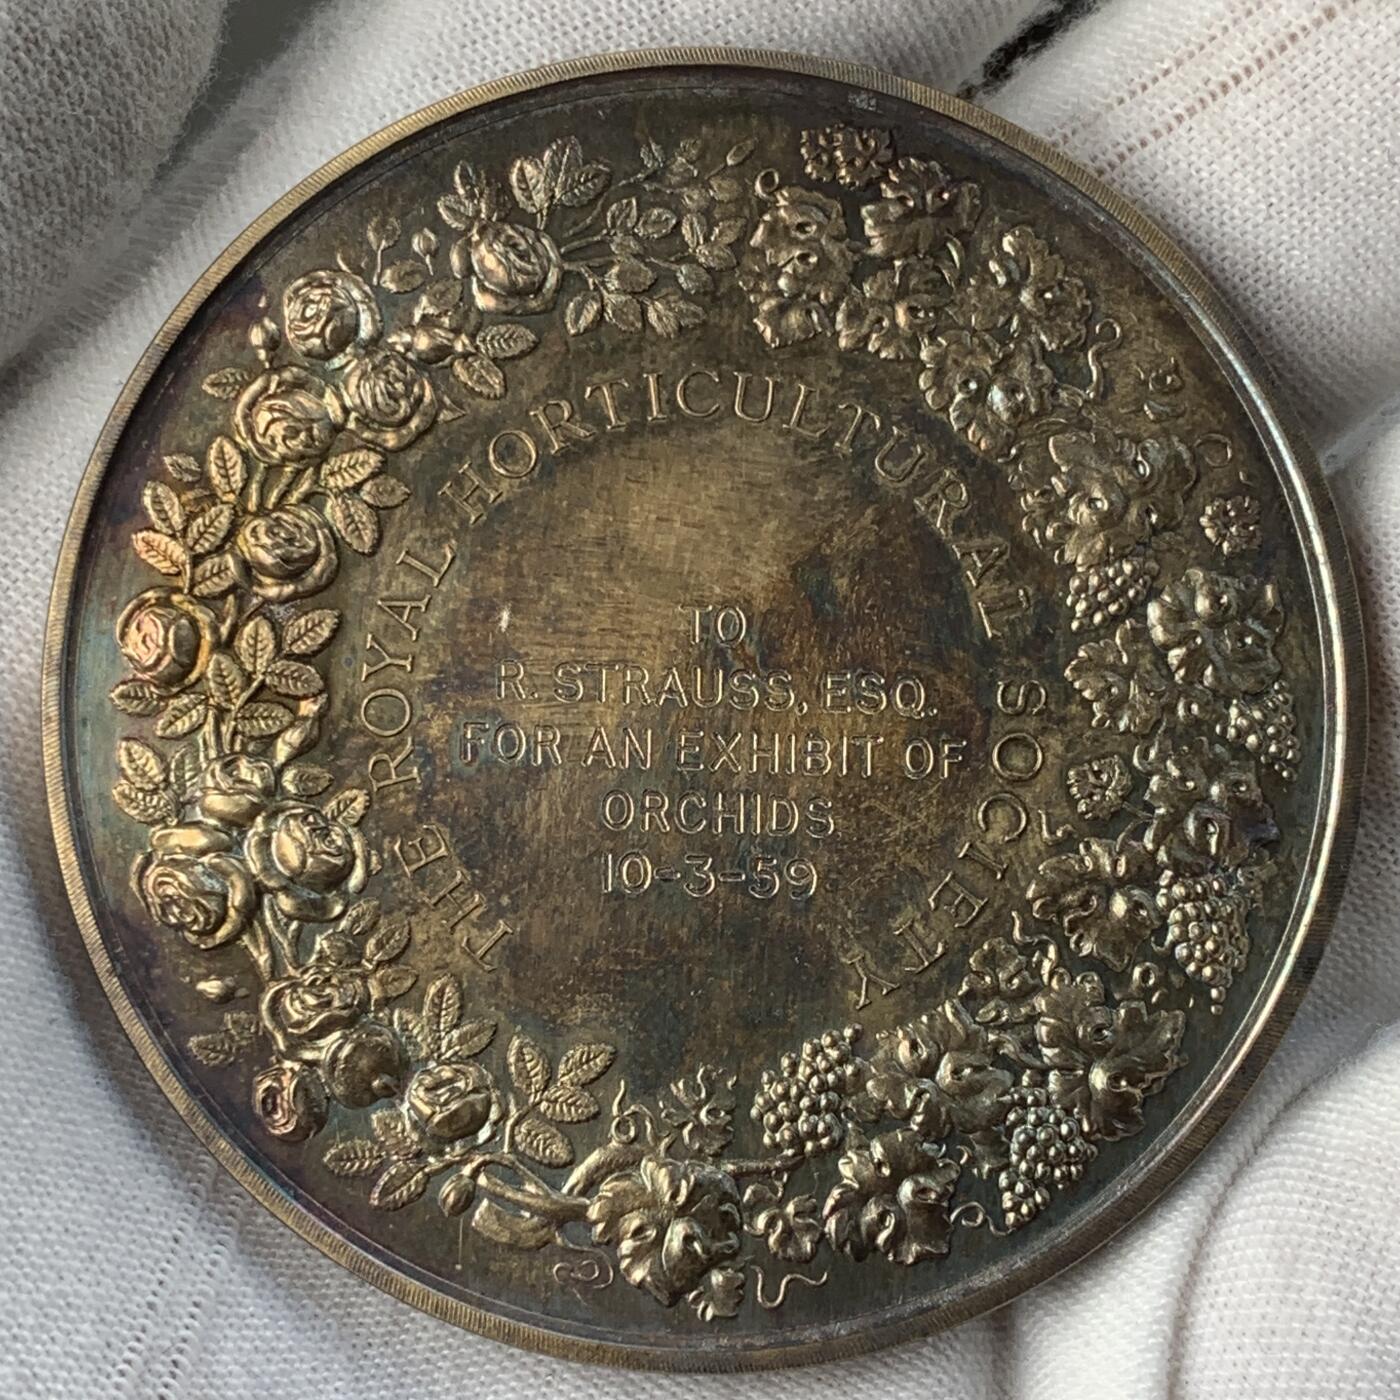 THE ROYAL HORTICULTURAL SOCIETY
TO
R. STRAUSS, ESQ.
FOR AN EXHIBIT OF
ORCHIDS
10-3-59